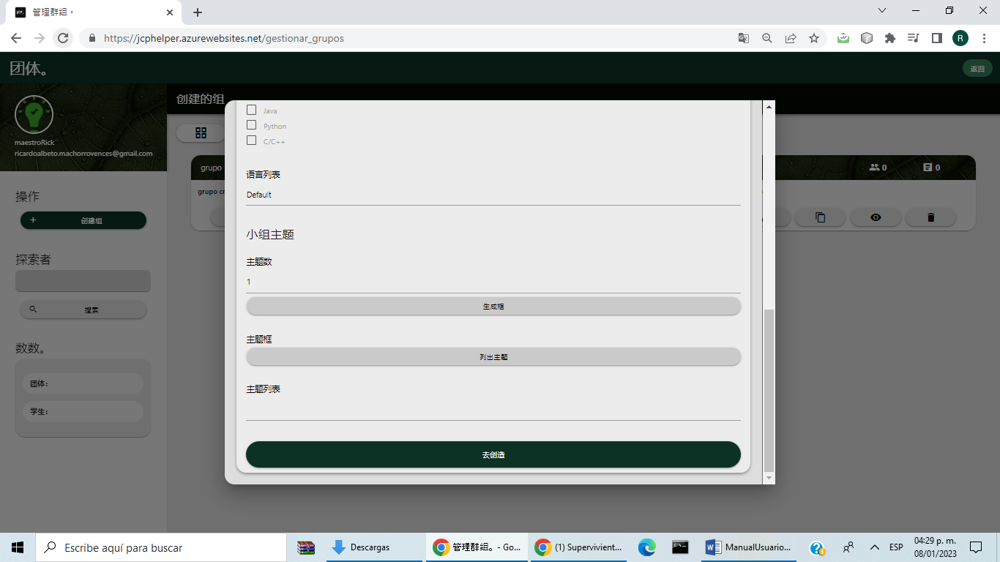 管理群组。
https://jcphelper.azurewebsites.net/gestionar_grupos
R
团体。
返回
maestroRick
ricardoalbeto.machorrovences@gmail.com
操作
+ 创建组
探索者
搜索
数数。
团体：
学生：
创建的组
grupo
0
0
grupo cr
Java
Python
C/C++
语言列表
Default
小组主题
主题数
1
生成框
主题框
列出主题
主题列表
去创造
Escribe aquí para buscar
Descargas
管理群组。- Go...
(1) Supervivient...
ManualUsuario...
ESP
04:29 p. m.
08/01/2023